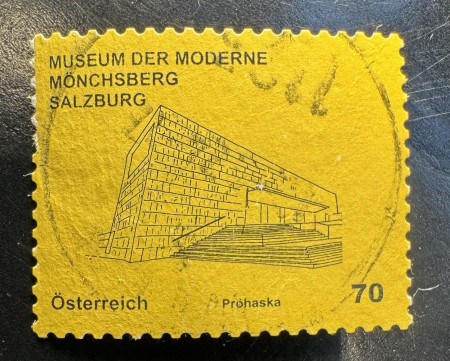 MUSEUM DER MODERNE
MÖNCHSBERG
SALZBURG
Österreich
Prohaska
70